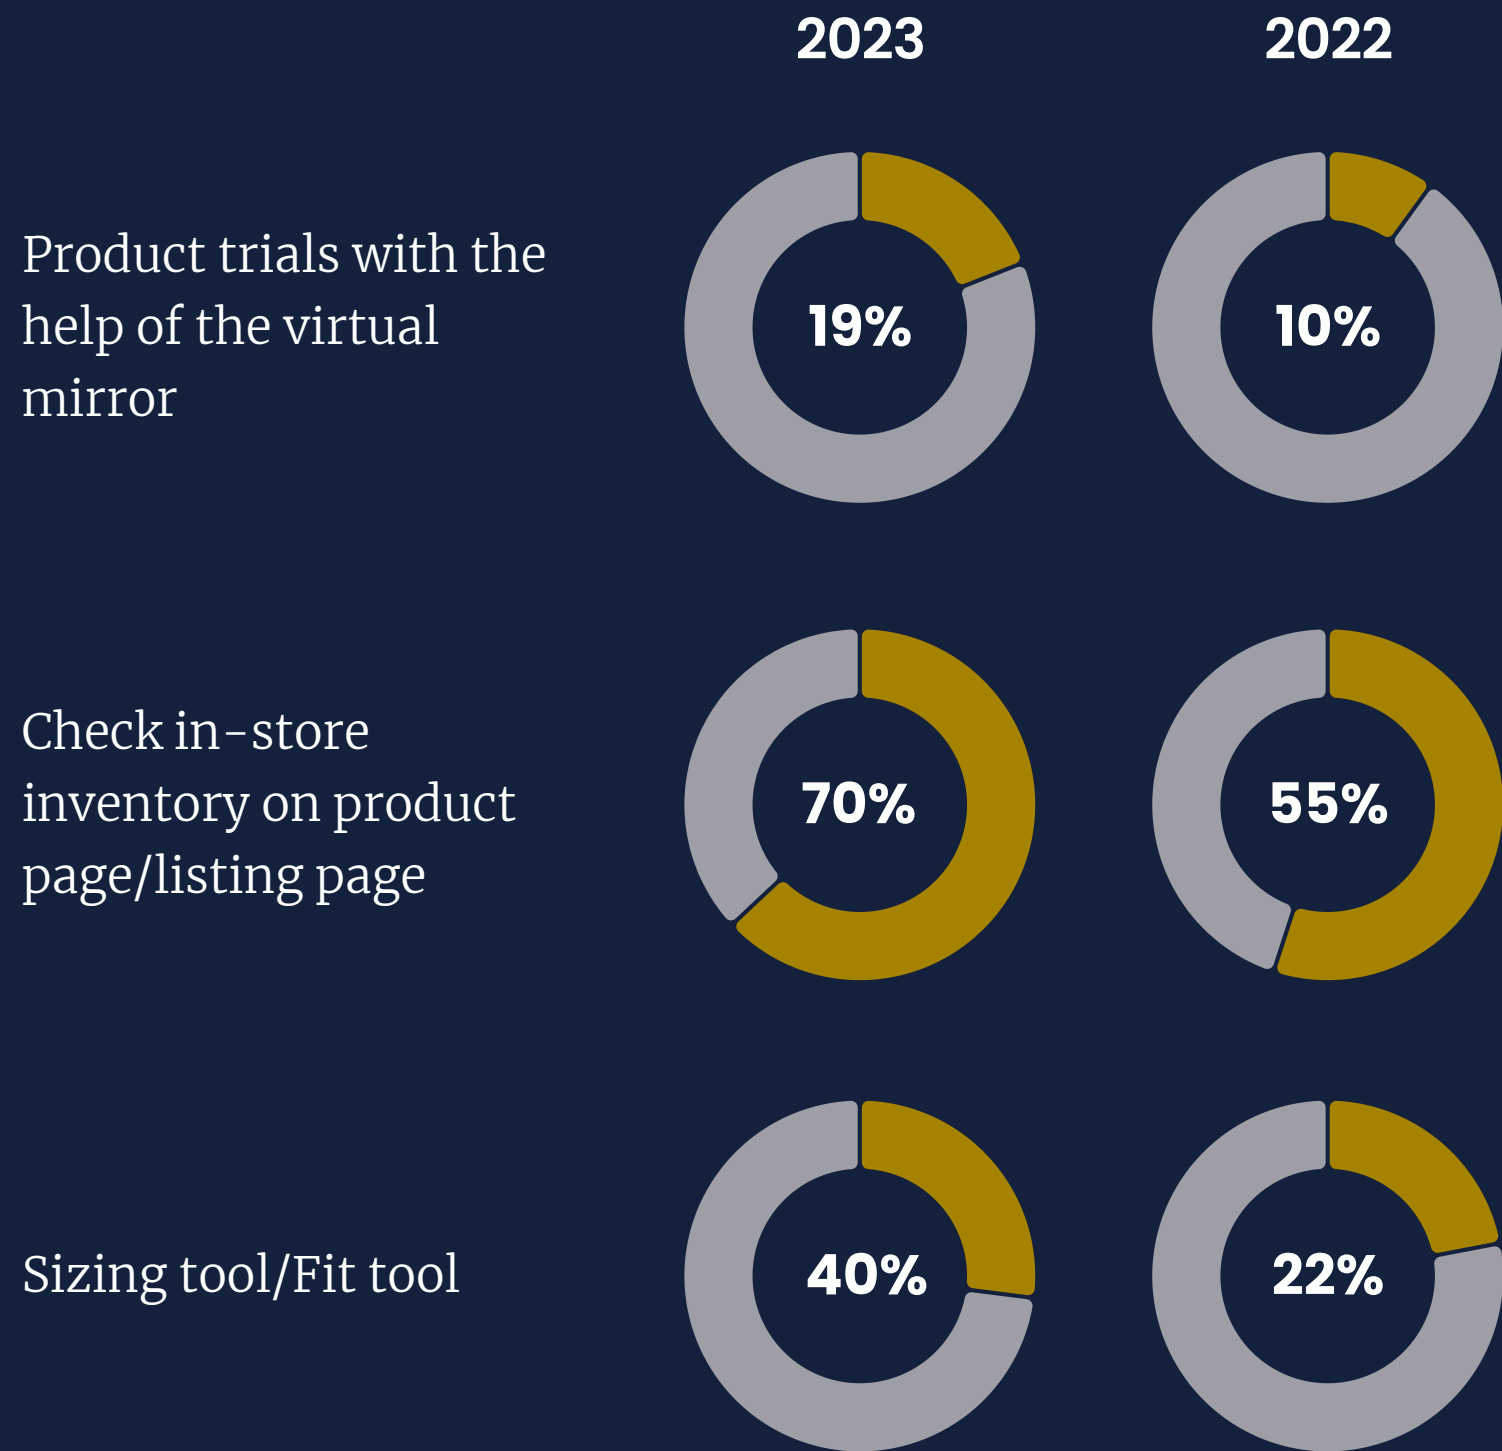 2023 2022
Product trials with the
help of the virtual
mirror
19% 10%
Check in-store
inventory on product
page/listing page
70% 55%
Sizing tool/Fit tool
40% 22%